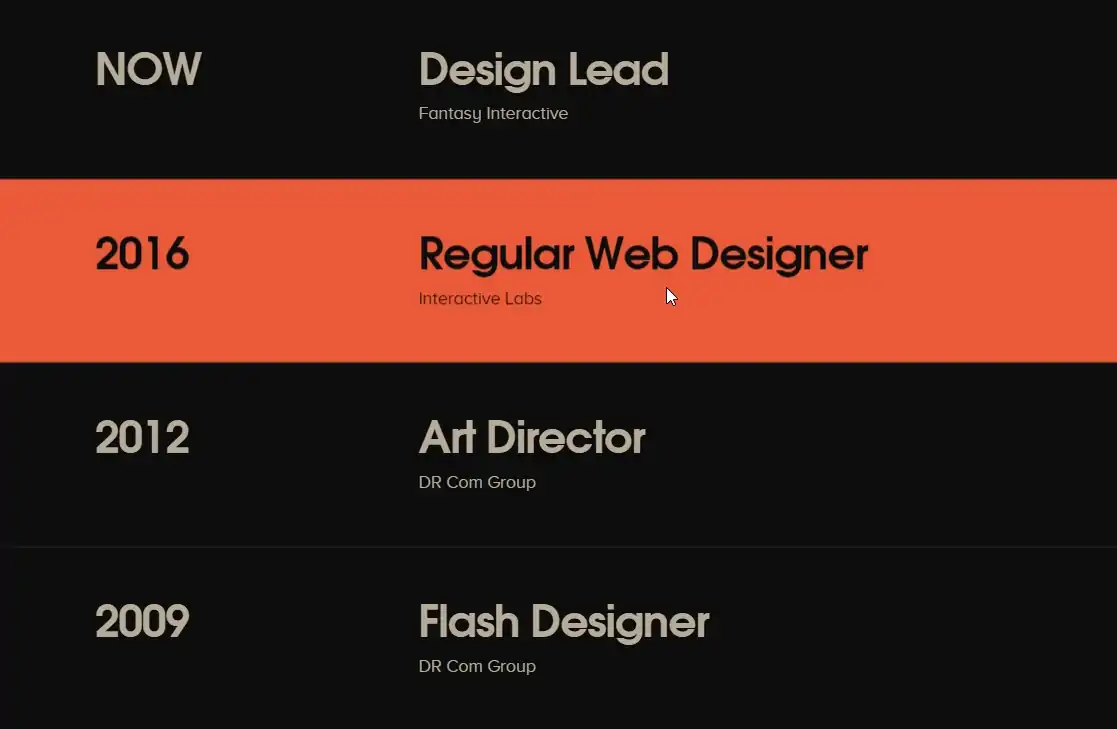 NOW
Design Lead
Fantasy Interactive
2016
Regular Web Designer
Interactive Labs
2012
Art Director
DR Com Group
2009
Flash Designer
DR Com Group